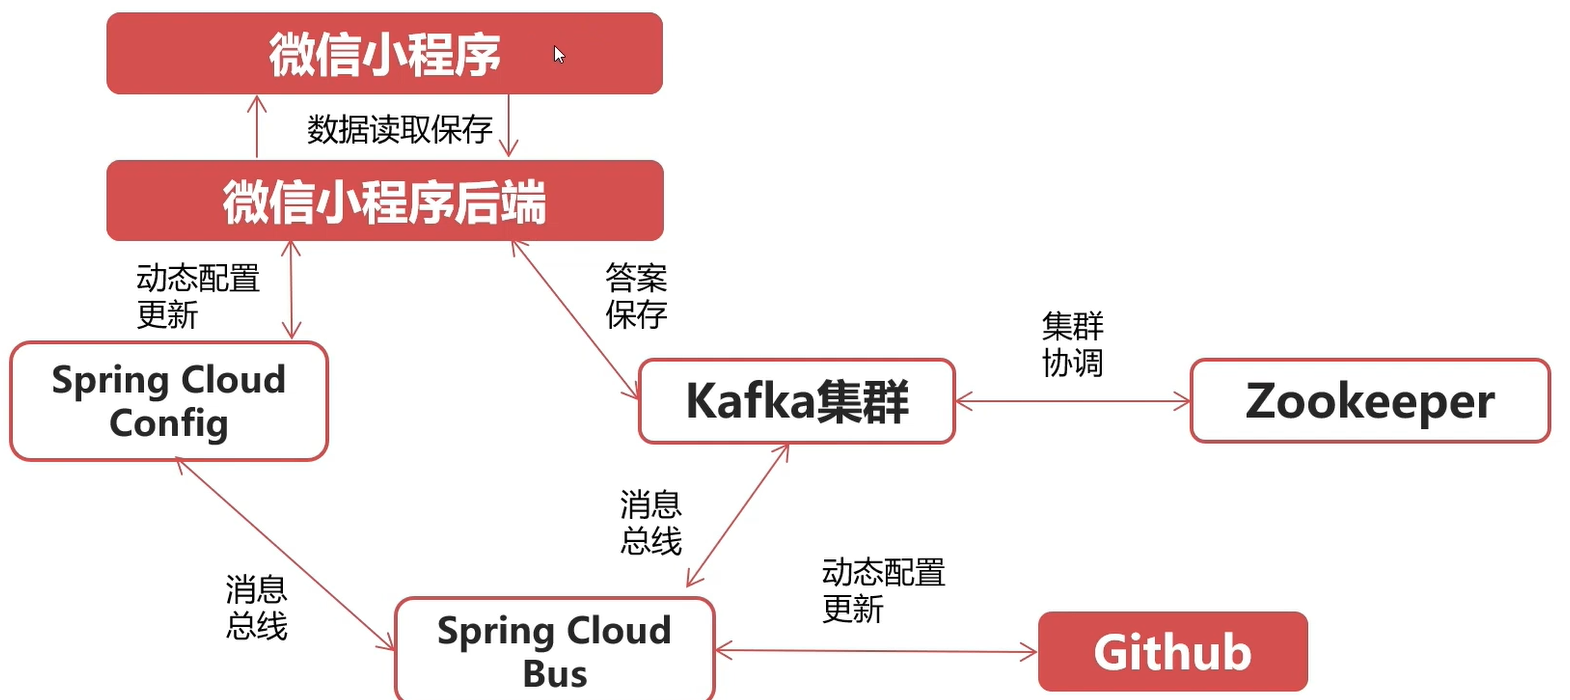 微信小程序
数据读取保存
微信小程序后端
动态配置
更新
答案
保存
集群
协调
Spring Cloud
Config
Kafka集群
Zookeeper
消息
总线
消息
总线
动态配置
更新
Spring Cloud
Bus
Github